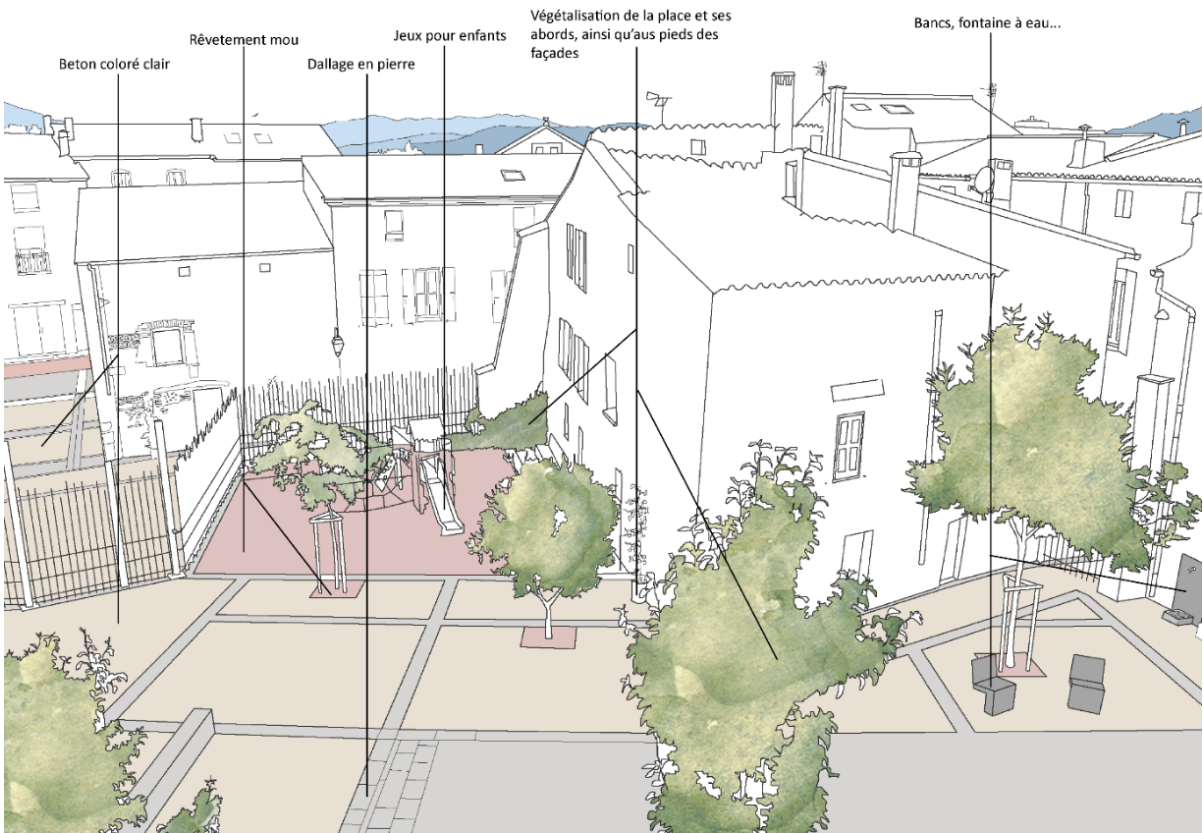 Beton coloré clair
Rêvetement mou
Dallage en pierre
Jeux pour enfants
Végétalisation de la place et ses
abords, ainsi qu'aus pieds des
façades
Bancs, fontaine à eau...